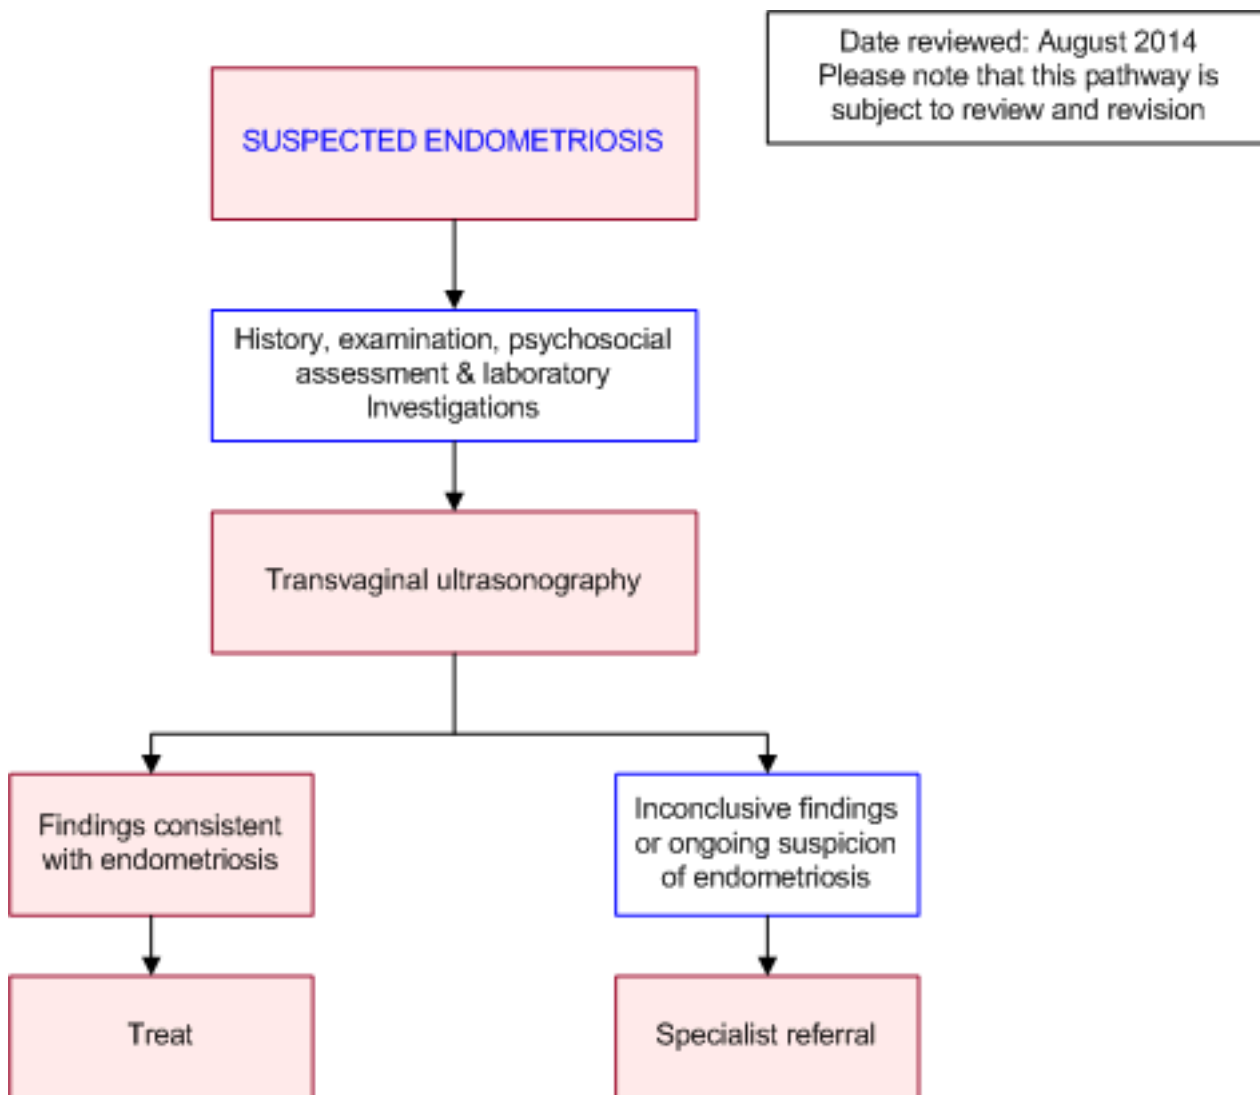 Date reviewed: August 2014
Please note that this pathway is
subject to review and revision
SUSPECTED ENDOMETRIOSIS
History, examination, psychosocial
assessment & laboratory
Investigations
Transvaginal ultrasonography
Findings consistent
with endometriosis
Inconclusive findings
or ongoing suspicion
of endometriosis
Treat
Specialist referral